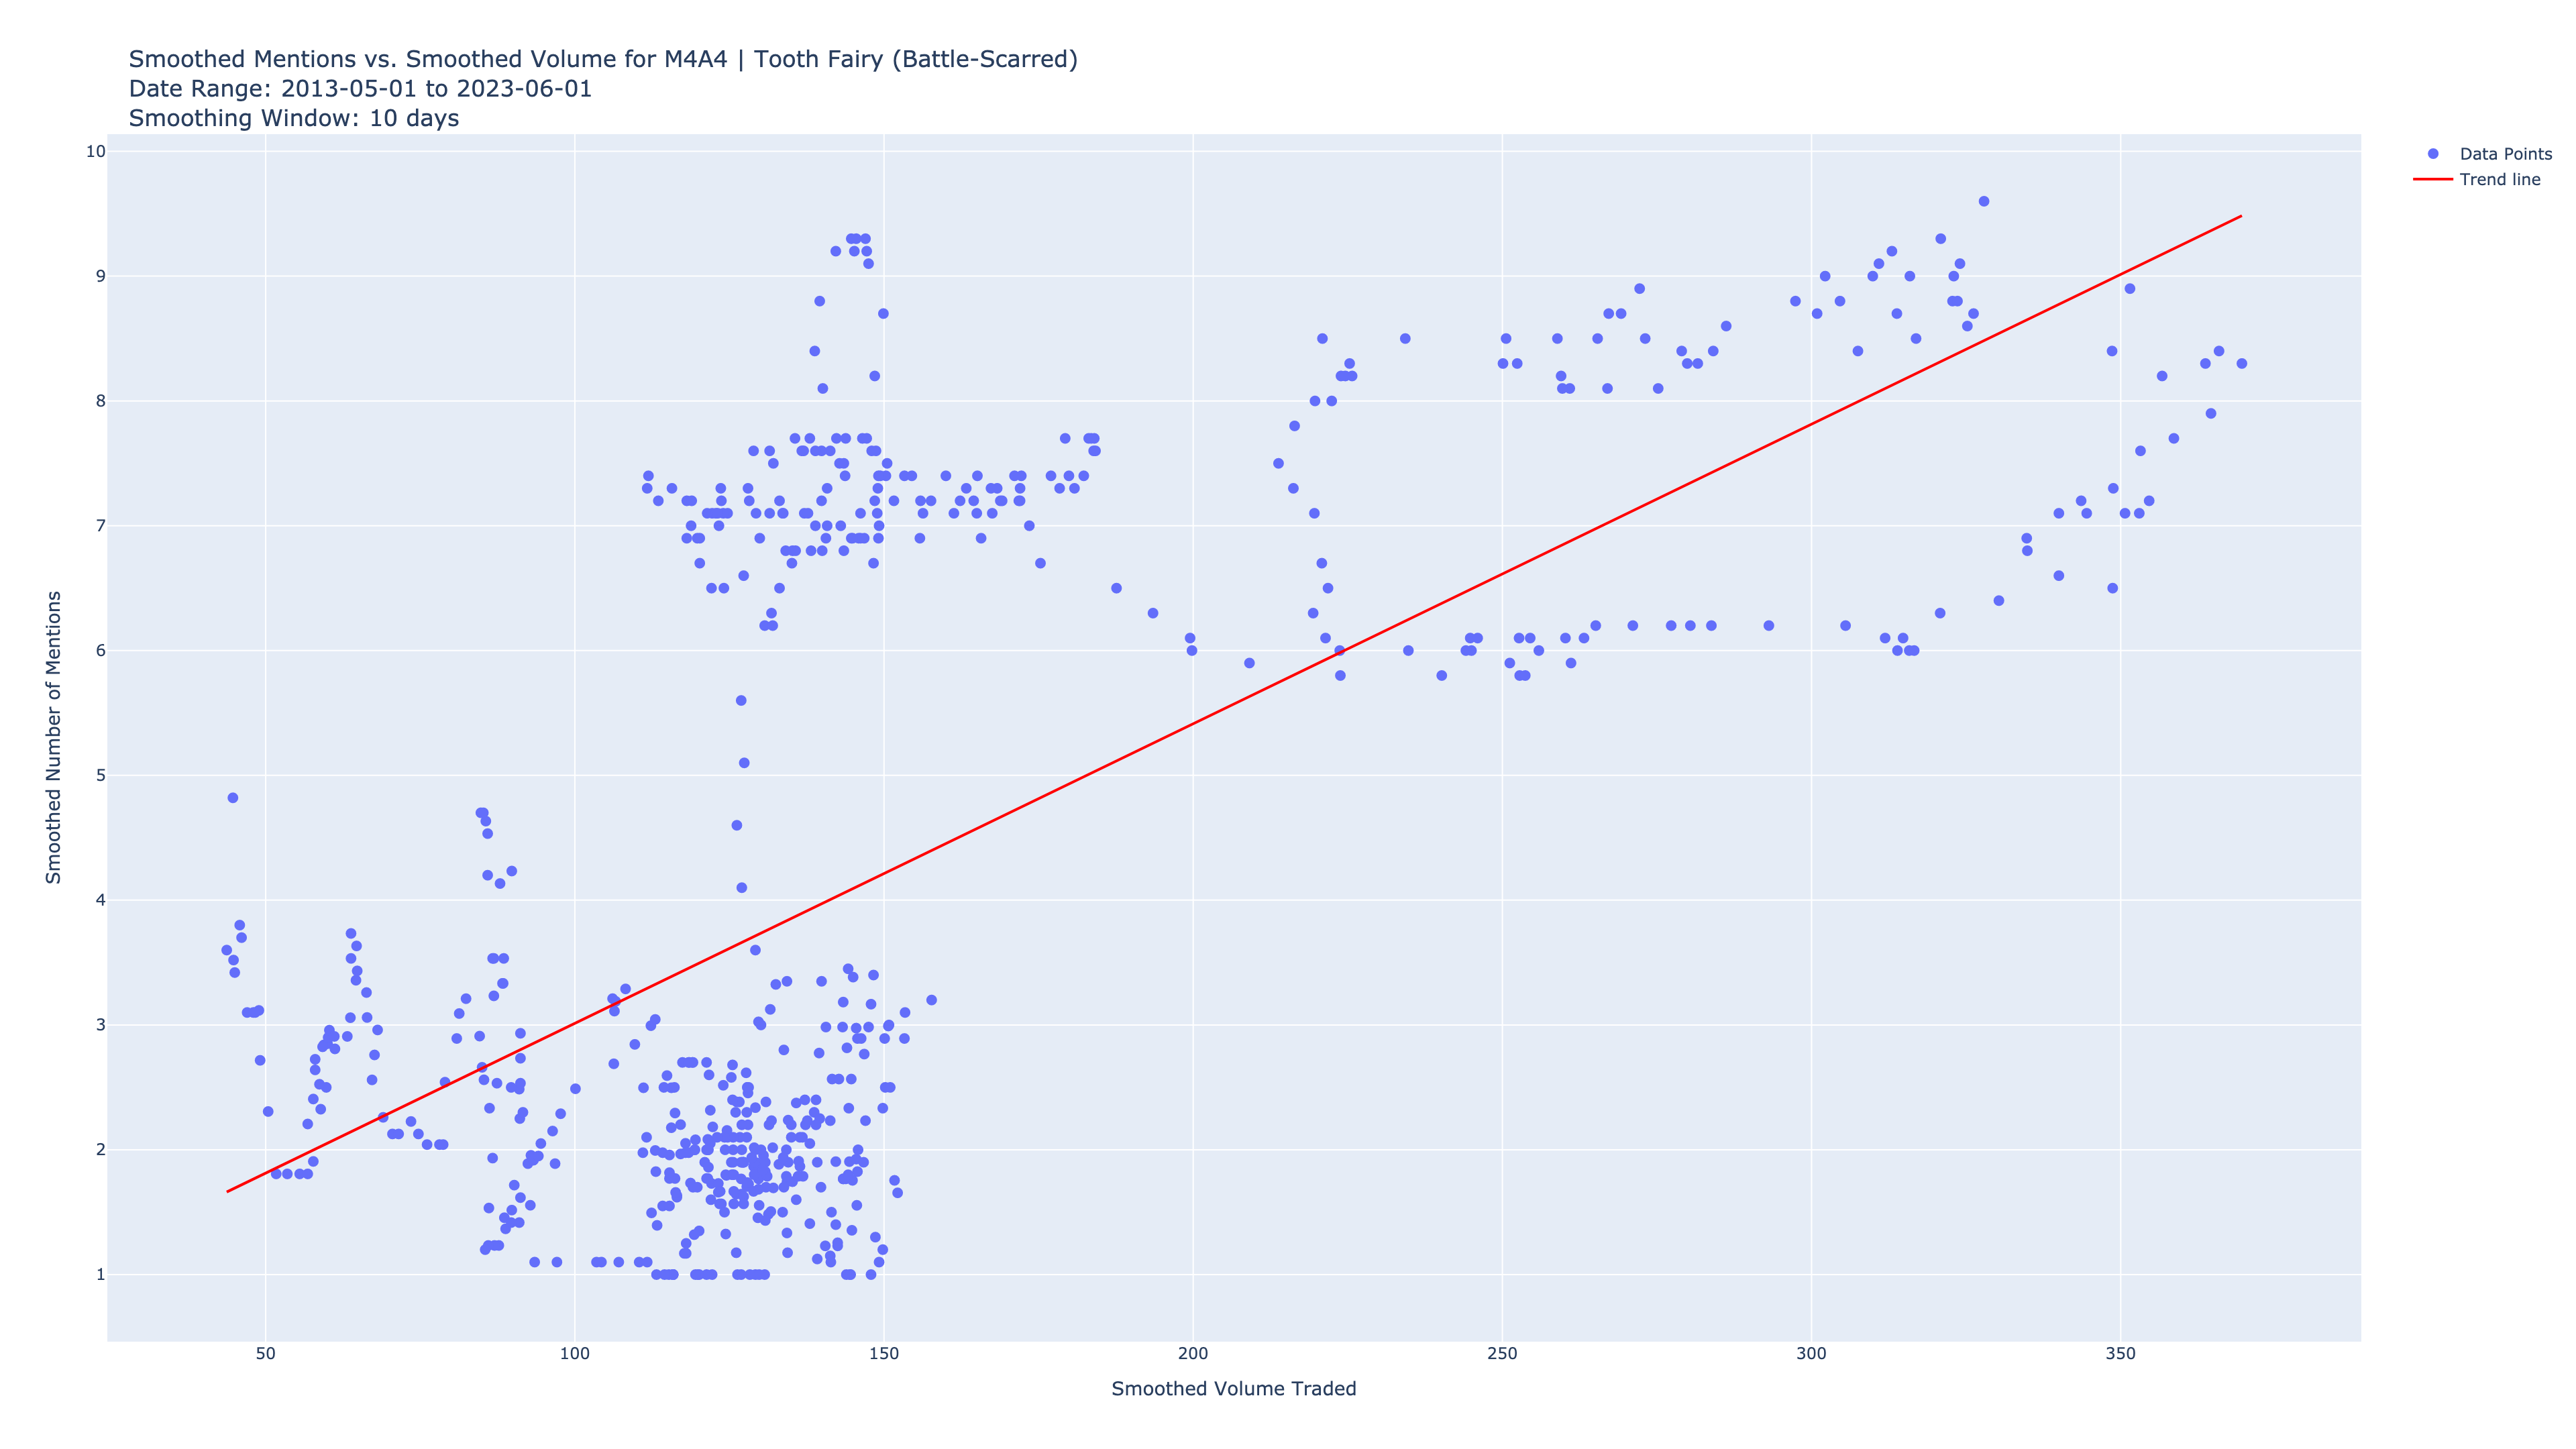 Smoothed Mentions vs. Smoothed Volume for M4A4 | Tooth Fairy (Battle-Scarred)
Date Range: 2013-05-01 to 2023-06-01
Smoothing Window: 10 days
Data Points
Trend line
Smoothed Number of Mentions
10
9
8
7
6
5
4
3
2
1
50
100
150
200
250
300
350
Smoothed Volume Traded